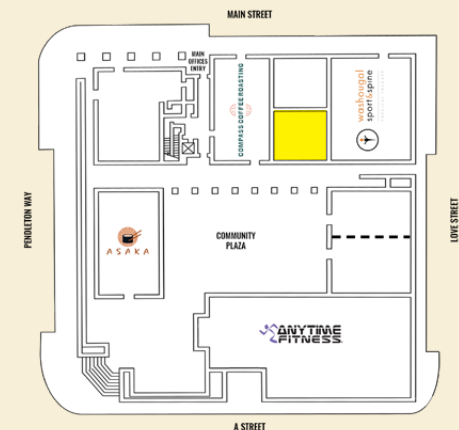 MAIN STREET
MAIN
OFFICES
ENTRY
COMPASS COFFEE ROASTING
washougal
sport&spine
PENDLETON WAY
LOVE STREET
ASAKA
COMMUNITY
PLAZA
ANYTIME
FITNESS
A STREET